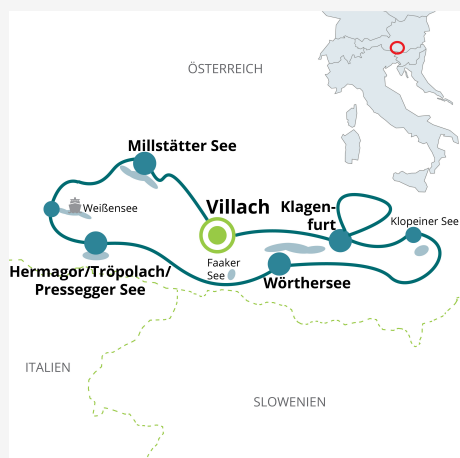 ÖSTERREICH
Millstätter See
Weißensee
Villach
Klagen-
furt
Klopeiner See
Faaker
See
Hermagor/Tröpolach/
Pressegger See
Wörthersee
ITALIEN
SLOWENIEN